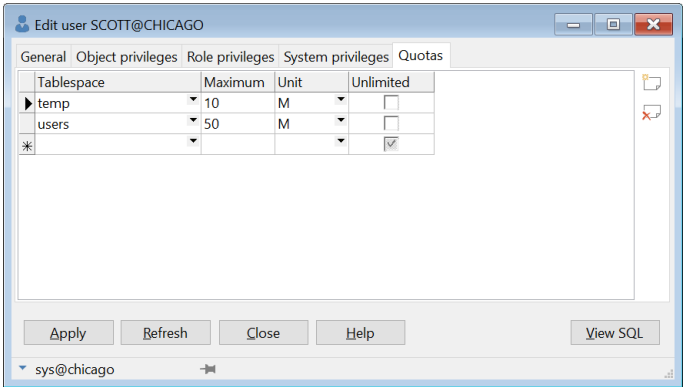 Edit user SCOTT@CHICAGO
General Object privileges Role privileges System privileges Quotas
Tablespace Maximum Unit Unlimited
temp 10 M
users 50 M
Apply Refresh Close Help View SQL
sys@chicago